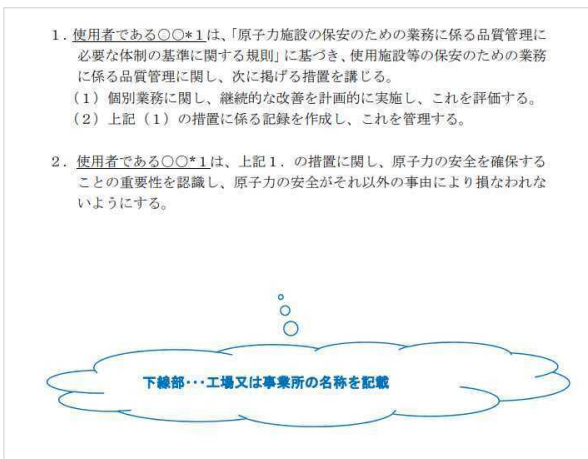 1．使用者である○○*1は、「原子力施設の保安のための業務に係る品質管理に
必要な体制の基準に関する規則」に基づき、使用施設等の保安のための業務
に係る品質管理に関し、次に掲げる措置を講じる。
（1）個別業務に関し、継続的な改善を計画的に実施し、これを評価する。
（2）上記（1）の措置に係る記録を作成し、これを管理する。
2．使用者である○○*1は、上記1．の措置に関し、原子力の安全を確保する
ことの重要性を認識し、原子力の安全がそれ以外の事由により損なわれな
いようにする。
下線部･･･工場又は事業所の名称を記載